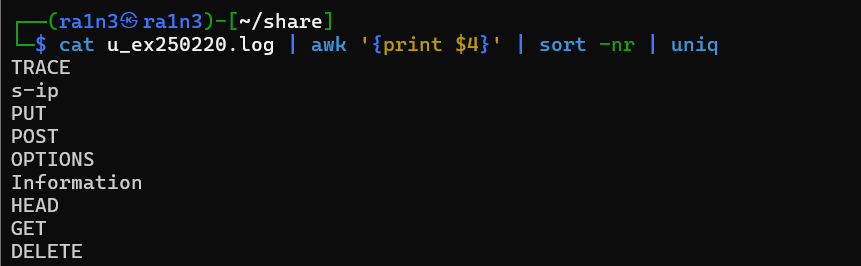 ┌──(ra1n3㉿ra1n3)-[~/share]
└─$ cat u_ex250220.log | awk '{print $4}' | sort -nr | uniq
TRACE
s-ip
PUT
POST
OPTIONS
Information
HEAD
GET
DELETE